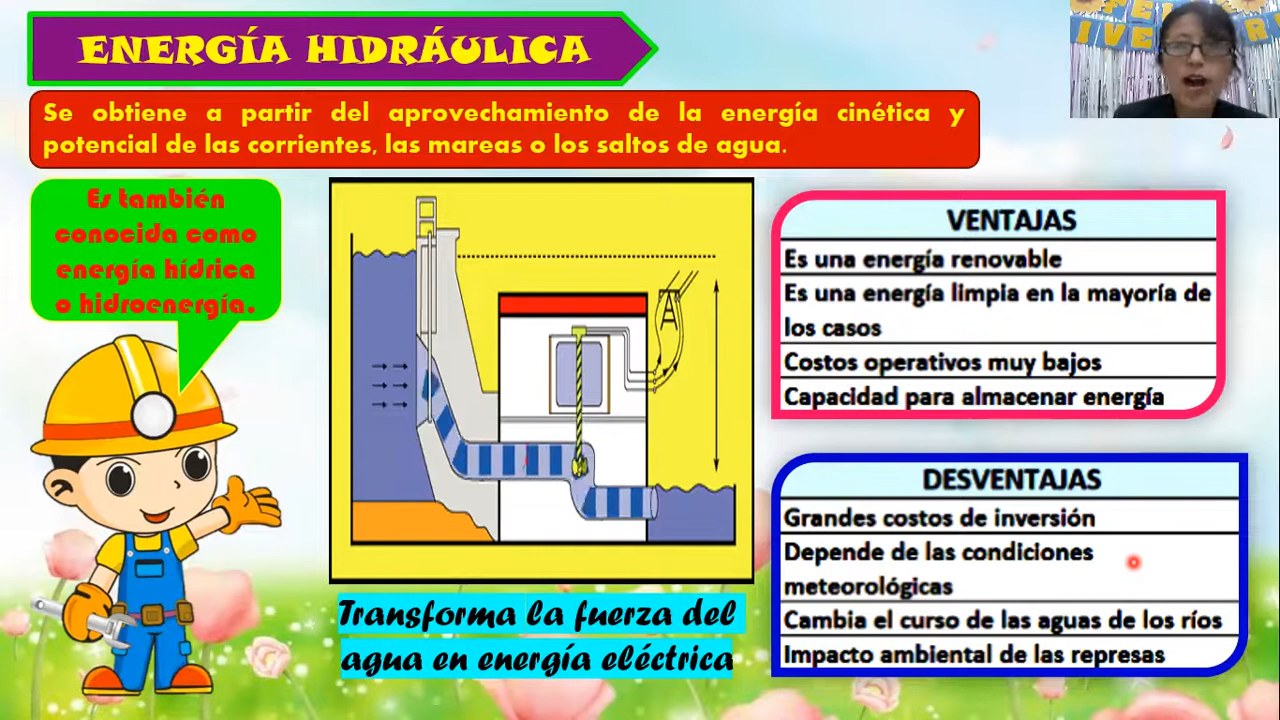 ENERGÍA HIDRÁULICA
Se obtiene a partir del aprovechamiento de la energía cinética y
potencial de las corrientes, las mareas o los saltos de agua.
Es también
conocida como
energía hídrica
o hidroenergía.
VENTAJAS
Es una energía renovable
Es una energía limpia en la mayoría de
los casos
Costos operativos muy bajos
Capacidad para almacenar energía
DESVENTAJAS
Grandes costos de inversión
Depende de las condiciones
meteorológicas
Cambia el curso de las aguas de los ríos
Impacto ambiental de las represas
Transforma la fuerza del
agua en energía eléctrica